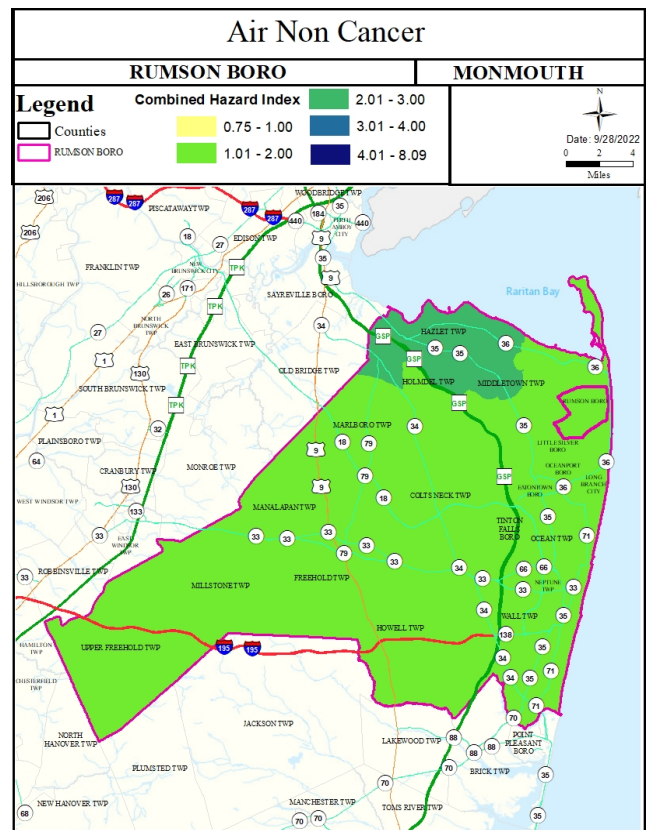 Air Non Cancer
RUMSON BORO
MONMOUTH
Legend
Counties
RUMSON BORO
Combined Hazard Index
0.75 - 1.00
1.01 - 2.00
2.01 - 3.00
3.01 - 4.00
4.01 - 8.09
N
Date: 9/28/2022
0 2 4
Miles
206
287
287
PISCATAWAY TWP
287
287
WOODBRIDGE TWP
440
184
35
440
PERTH
AMBOY
CITY
206
18
27
EDISON TWP
9
35
FRANKLIN TWP
NEW
BRUNSWICK CITY
TPK
9
HILLSBOROUGH TWP
26
171
SAYREVILLE BORO
Raritan Bay
TPK
NORTH
BRUNSWICK
TWP
27
34
HAZLET TWP
GSP
35
35
36
1
EAST BRUNSWICK TWP
130
TPK
OLD BRIDGE TWP
GSP
HOLMDEL TWP
MIDDLETOWN TWP
36
SOUTH BRUNSWICK TWP
TPK
GSP
RUMSON BORO
1
32
MARLBORO TWP
34
35
PLAINSBORO TWP
18
79
LITTLE SILVER
BORO
64
CRANBURY TWP
MONROE TWP
9
OCEANPORT
BORO
36
130
9
79
GSP
EATONTOWN
BORO
36
LONG
BRANCH
CITY
WEST WINDSOR TWP
18
COLTS NECK TWP
133
MANALAPAN TWP
35
33
EAST
WINDSOR
TWP
33
33
33
TINTON
FALLS
BORO
OCEAN TWP
71
79
33
33
ROBBINSVILLE TWP
33
34
33
66
66
MILLSTONE TWP
FREEHOLD TWP
33
NEPTUNE
TWP
33
34
WALL TWP
35
HOWELL TWP
138
HAMILTON
TWP
UPPER FREEHOLD TWP
195
195
35
34
CHESTERFIELD
TWP
34
35
71
71
NORTH
HANOVER TWP
JACKSON TWP
70
LAKEWOOD TWP
88
88
88
POINT
PLEASANT
BORO
PLUMSTED TWP
70
BRICK TWP
35
70
NEW HANOVER TWP
MANCHESTER TWP
TOMS RIVER TWP
68
70
70
35